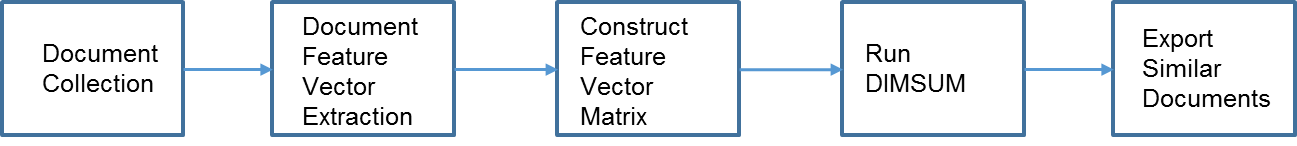 Document
Collection
Document
Feature
Vector
Extraction
Construct
Feature
Vector
Matrix
Run
DIMSUM
Export
Similar
Documents